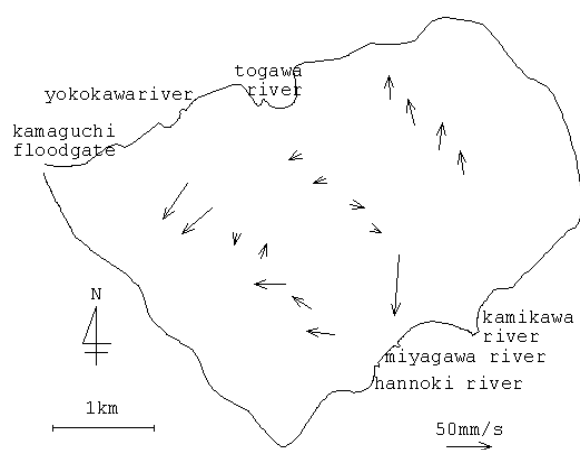 togawa
river
yokokawariver
kamaguchi
floodgate
N
kamikawa
river
miyagawa river
hannoki river
1km
50mm/s